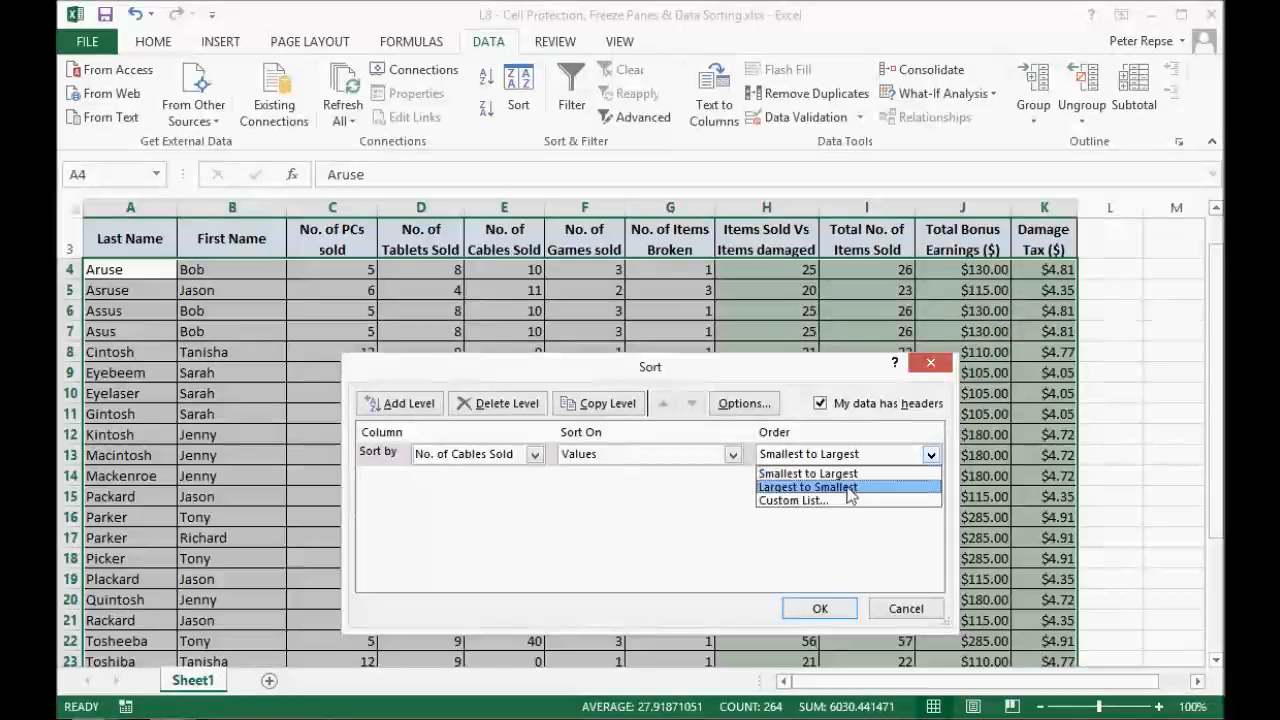 L8 - Cell Protection, Freeze Panes & Data Sorting.xlsx - Excel
FILE HOME INSERT PAGE LAYOUT FORMULAS DATA REVIEW VIEW Peter Repse
From Access
From Web
From Text
From Other Sources
Existing Connections
Get External Data
Refresh All
Connections
Properties
Edit Links
Connections
Sort
Filter
Clear
Reapply
Advanced
Sort & Filter
Text to Columns
Flash Fill
Remove Duplicates
Data Validation
Consolidate
What-If Analysis
Relationships
Data Tools
Group
Ungroup
Subtotal
Outline
A4 fx Aruse
A B C D E F G H I J K L M
3 Last Name First Name No. of PCs sold No. of Tablets Sold No. of Cables Sold No. of Games sold No. of Items Broken Items Sold Vs Items damaged Total No. of Items Sold Total Bonus Earnings ($) Damage Tax ($)
4 Aruse Bob 5 8 10 3 1 25 26 $130.00 $4.81
5 Asruse Jason 6 4 11 2 3 20 23 $115.00 $4.35
6 Assus Bob 5 8 10 3 1 25 26 $130.00 $4.81
7 Asus Bob 5 8 10 3 1 25 26 $130.00 $4.81
8 Cintosh Tanisha $110.00 $4.77
9 Eyebeem Sarah $105.00 $4.05
10 Eyelaser Sarah $105.00 $4.05
11 Gintosh Sarah $105.00 $4.05
12 Kintosh Jenny $180.00 $4.72
13 Macintosh Jenny $180.00 $4.72
14 Mackenroe Jenny $180.00 $4.72
15 Packard Jason $115.00 $4.35
16 Parker Tony $285.00 $4.91
17 Parker Richard $285.00 $4.91
18 Picker Tony $285.00 $4.91
19 Plackard Jason $115.00 $4.35
20 Quintosh Jenny $180.00 $4.72
21 Rackard Jason $115.00 $4.35
22 Tosheeba Tony 5 9 40 3 1 56 57 $285.00 $4.91
23 Toshiba Tanisha 12 9 0 1 1 21 22 $110.00 $4.77
Sort
Add Level Delete Level Copy Level Options... My data has headers
Column Sort On Order
Sort by No. of Cables Sold Values Smallest to Largest
Smallest to Largest
Largest to Smallest
Custom List...
OK Cancel
Sheet1
READY AVERAGE: 27.91871051 COUNT: 264 SUM: 6030.441471 100%